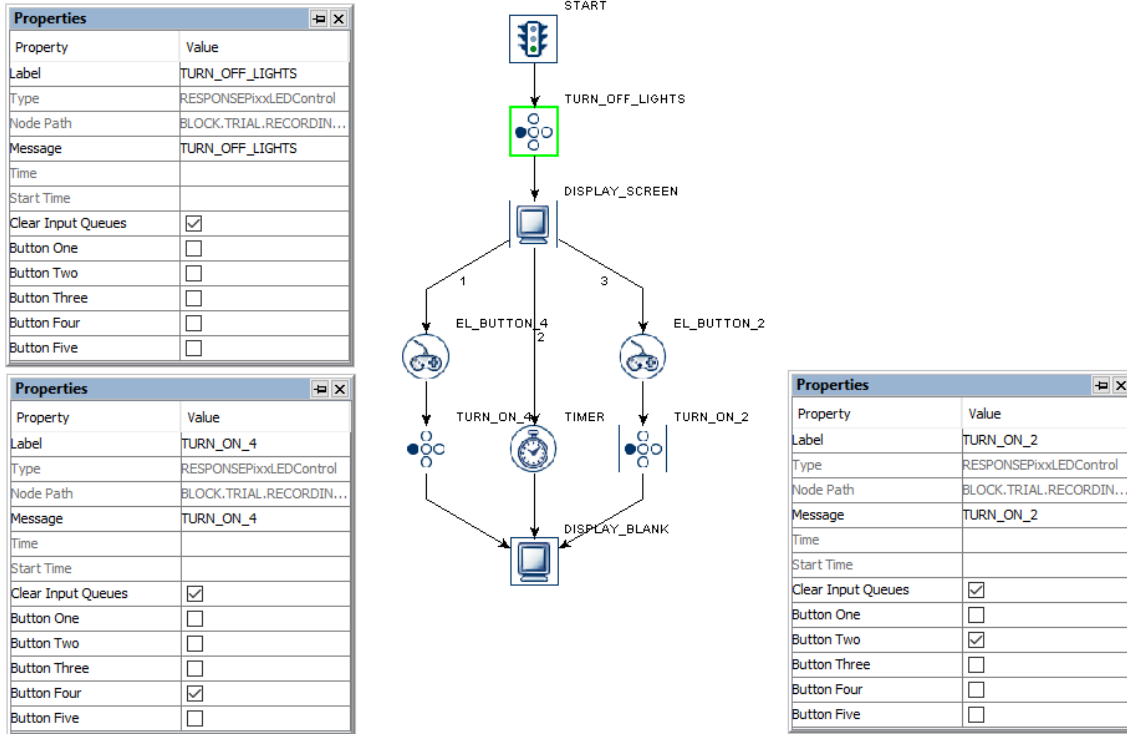 Properties
Property Value
Label TURN_OFF_LIGHTS
Type RESPONSEPixxLEDControl
Node Path BLOCK.TRIAL.RECORDIN...
Message TURN_OFF_LIGHTS
Time
Start Time
Clear Input Queues
Button One
Button Two
Button Three
Button Four
Button Five
START
TURN_OFF_LIGHTS
DISPLAY_SCREEN
1
2
3
EL_BUTTON_4
EL_BUTTON_2
TURN_ON_4
TIMER
TURN_ON_2
DISPLAY_BLANK
Properties
Property Value
Label TURN_ON_4
Type RESPONSEPixxLEDControl
Node Path BLOCK.TRIAL.RECORDIN...
Message TURN_ON_4
Time
Start Time
Clear Input Queues
Button One
Button Two
Button Three
Button Four
Button Five
Properties
Property Value
Label TURN_ON_2
Type RESPONSEPixxLEDControl
Node Path BLOCK.TRIAL.RECORDIN...
Message TURN_ON_2
Time
Start Time
Clear Input Queues
Button One
Button Two
Button Three
Button Four
Button Five